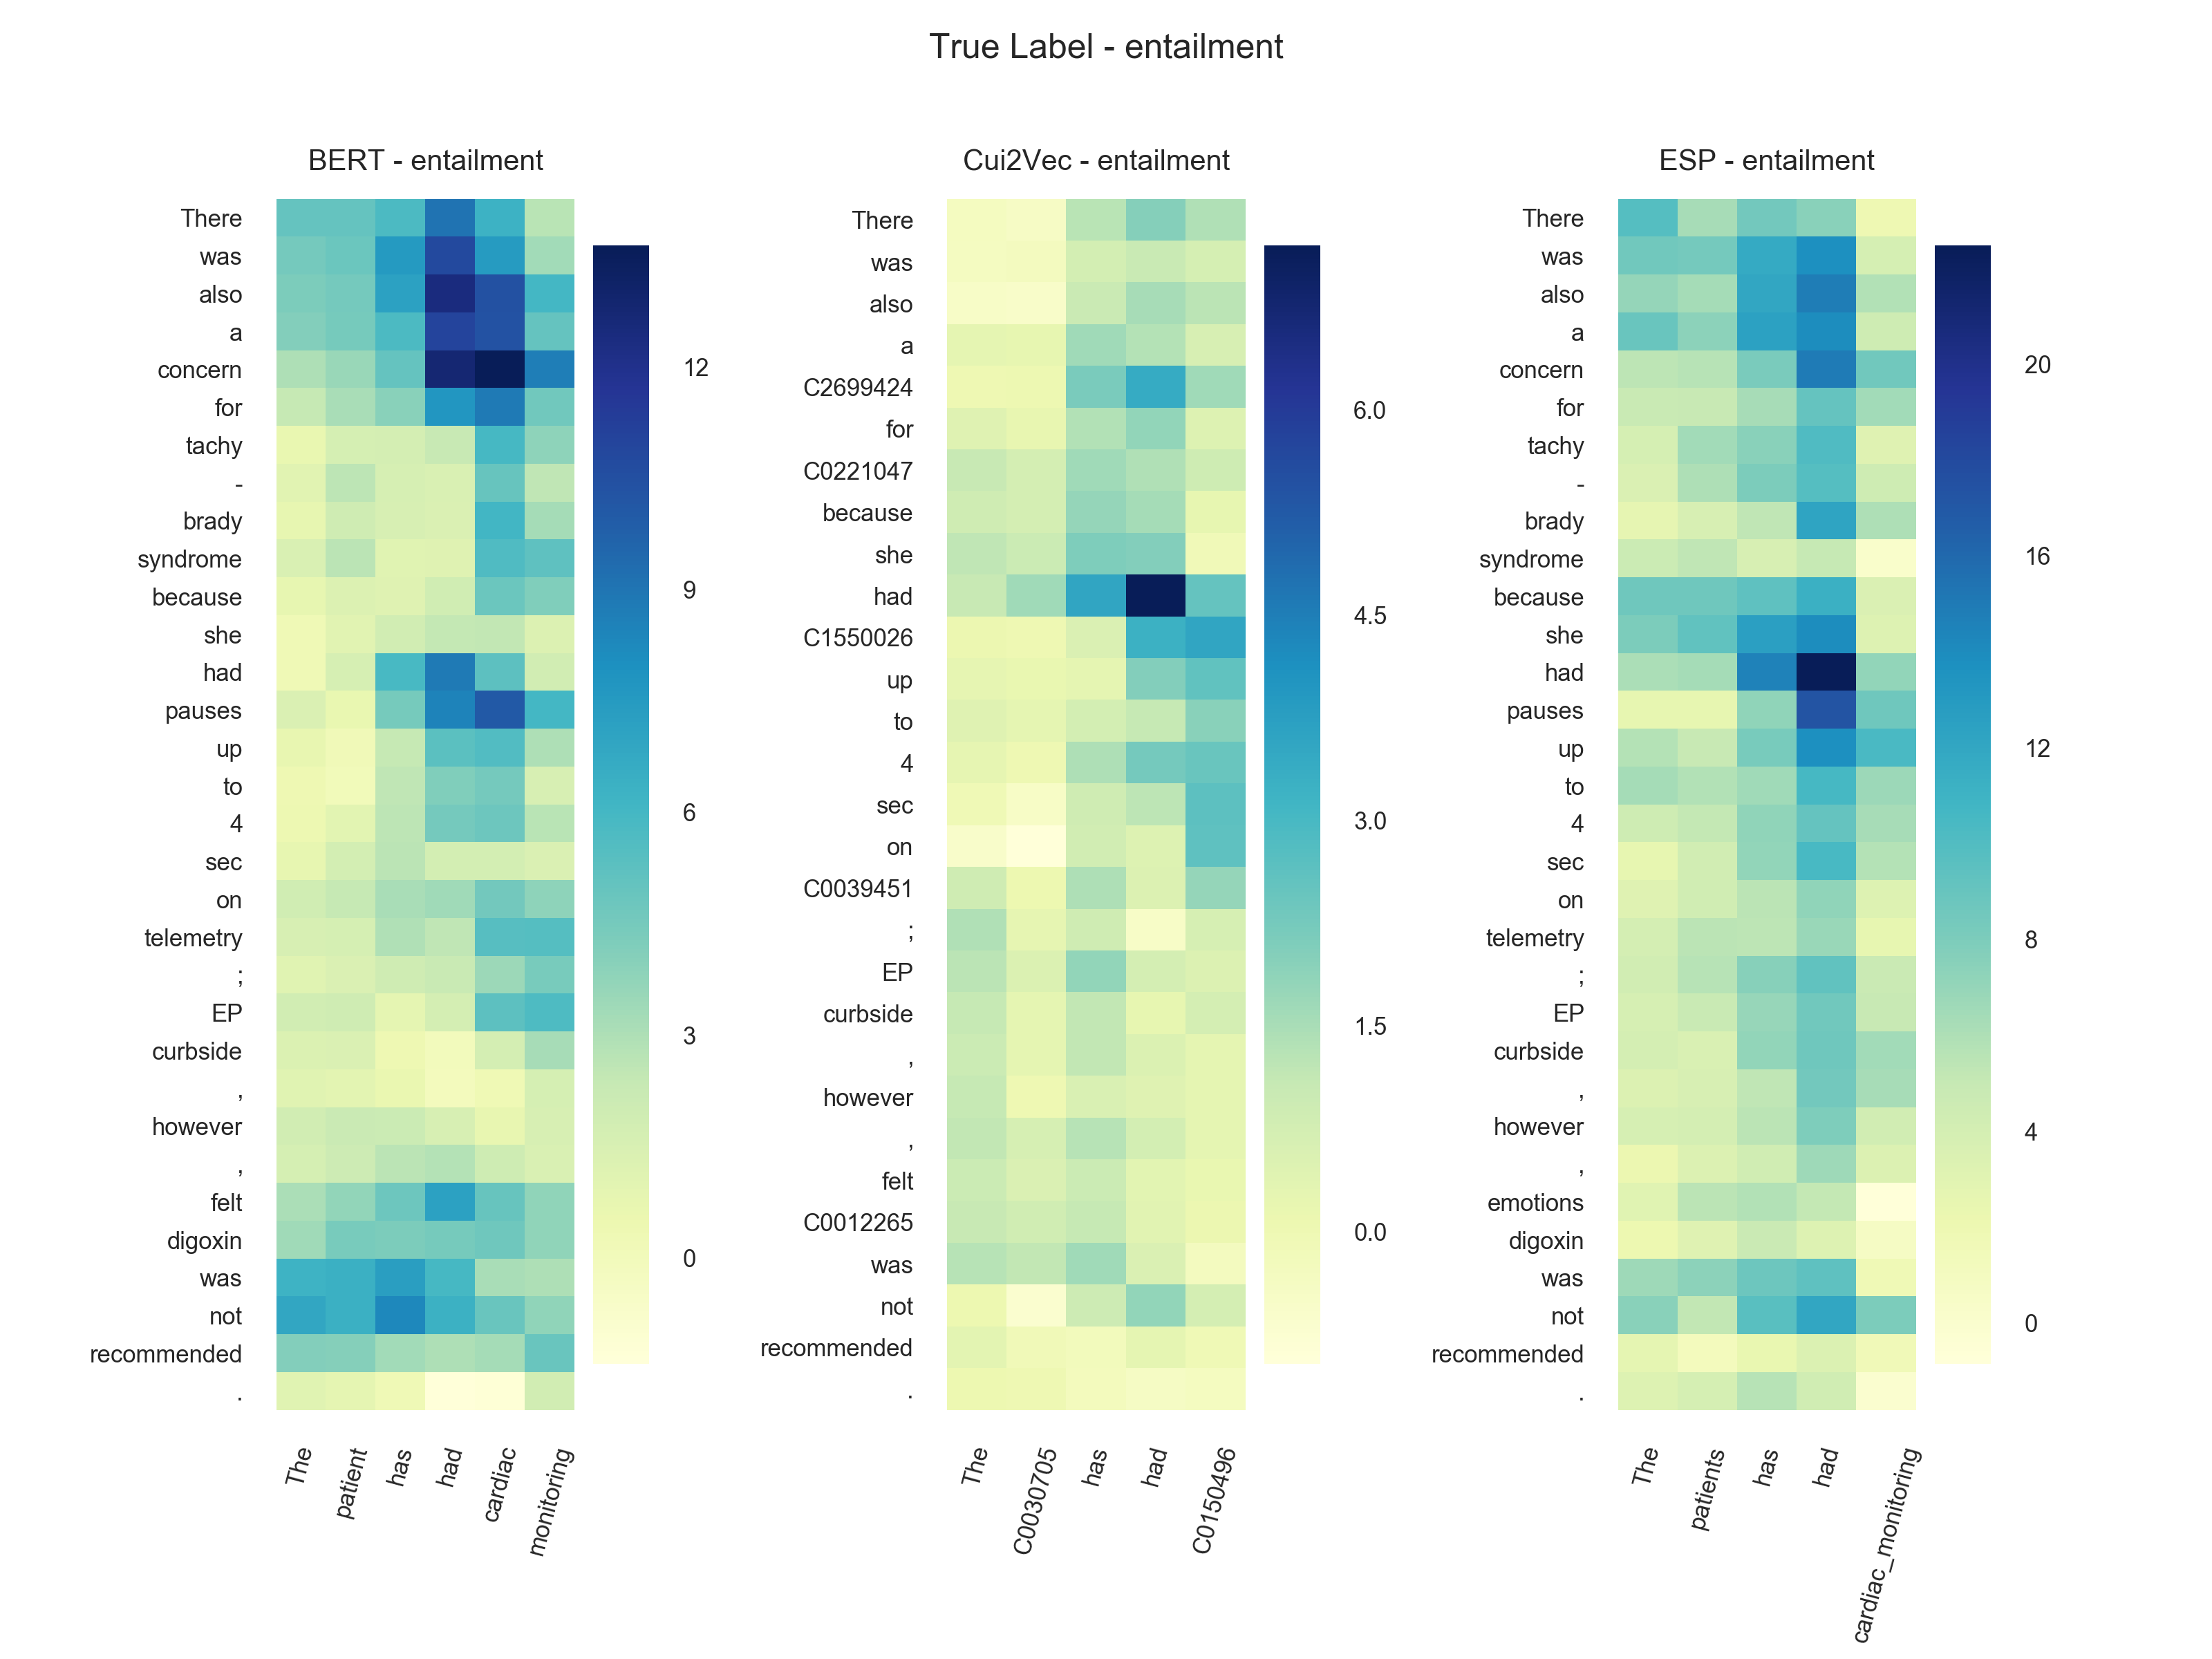 True Label - entailment
BERT - entailment
There
was
also
a
concern
for
tachy
-
brady
syndrome
because
she
had
pauses
up
to
4
sec
on
telemetry
;
EP
curbside
,
however
,
felt
digoxin
was
not
recommended
.
The
patient
has
had
cardiac
monitoring
12
9
6
3
0
Cui2Vec - entailment
There
was
also
a
C2699424
for
C0221047
because
she
had
C1550026
up
to
4
sec
on
C0039451
;
EP
curbside
,
however
,
felt
C0012265
was
not
recommended
.
The
C0030705
has
had
C0150496
6.0
4.5
3.0
1.5
0.0
ESP - entailment
There
was
also
a
concern
for
tachy
-
brady
syndrome
because
she
had
pauses
up
to
4
sec
on
telemetry
;
EP
curbside
,
however
,
emotions
digoxin
was
not
recommended
.
The
patients
has
had
cardiac_monitoring
20
16
12
8
4
0